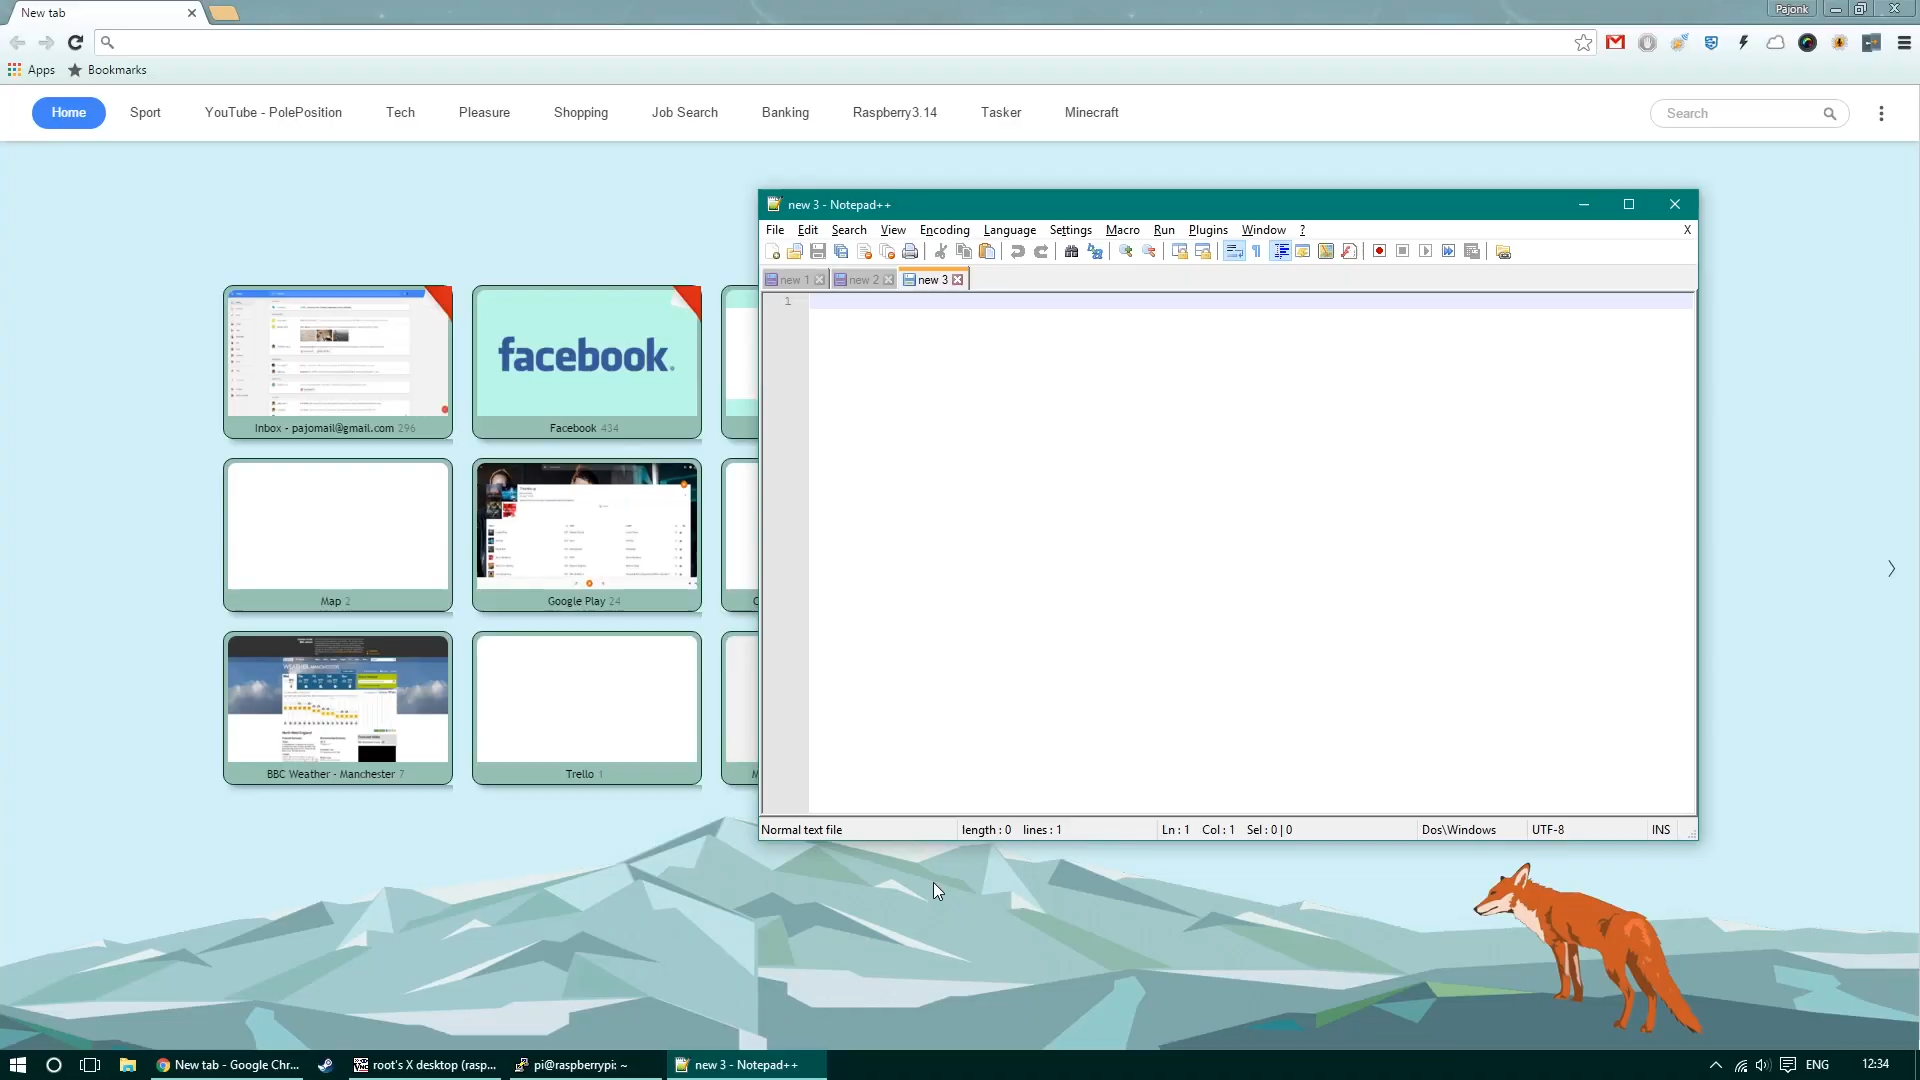 New tab
Pajonk
Apps Bookmarks
Home Sport YouTube - PolePosition Tech Pleasure Shopping Job Search Banking Raspberry3.14 Tasker Minecraft Search
new 3 - Notepad++
File Edit Search View Encoding Language Settings Macro Run Plugins Window ? X
new 1 new 2 new 3
1
facebook.
Inbox - pajomail@gmail.com 296
Facebook 434
Map 2
Google Play 24
WEATHER MANCHESTER
BBC Weather - Manchester 7
Trello 1
Normal text file length : 0 lines : 1 Ln : 1 Col : 1 Sel : 0 | 0 Dos\Windows UTF-8 INS
New tab - Google Chr... root's X desktop (rasp... pi@raspberrypi: ~ new 3 - Notepad++ ENG 12:34